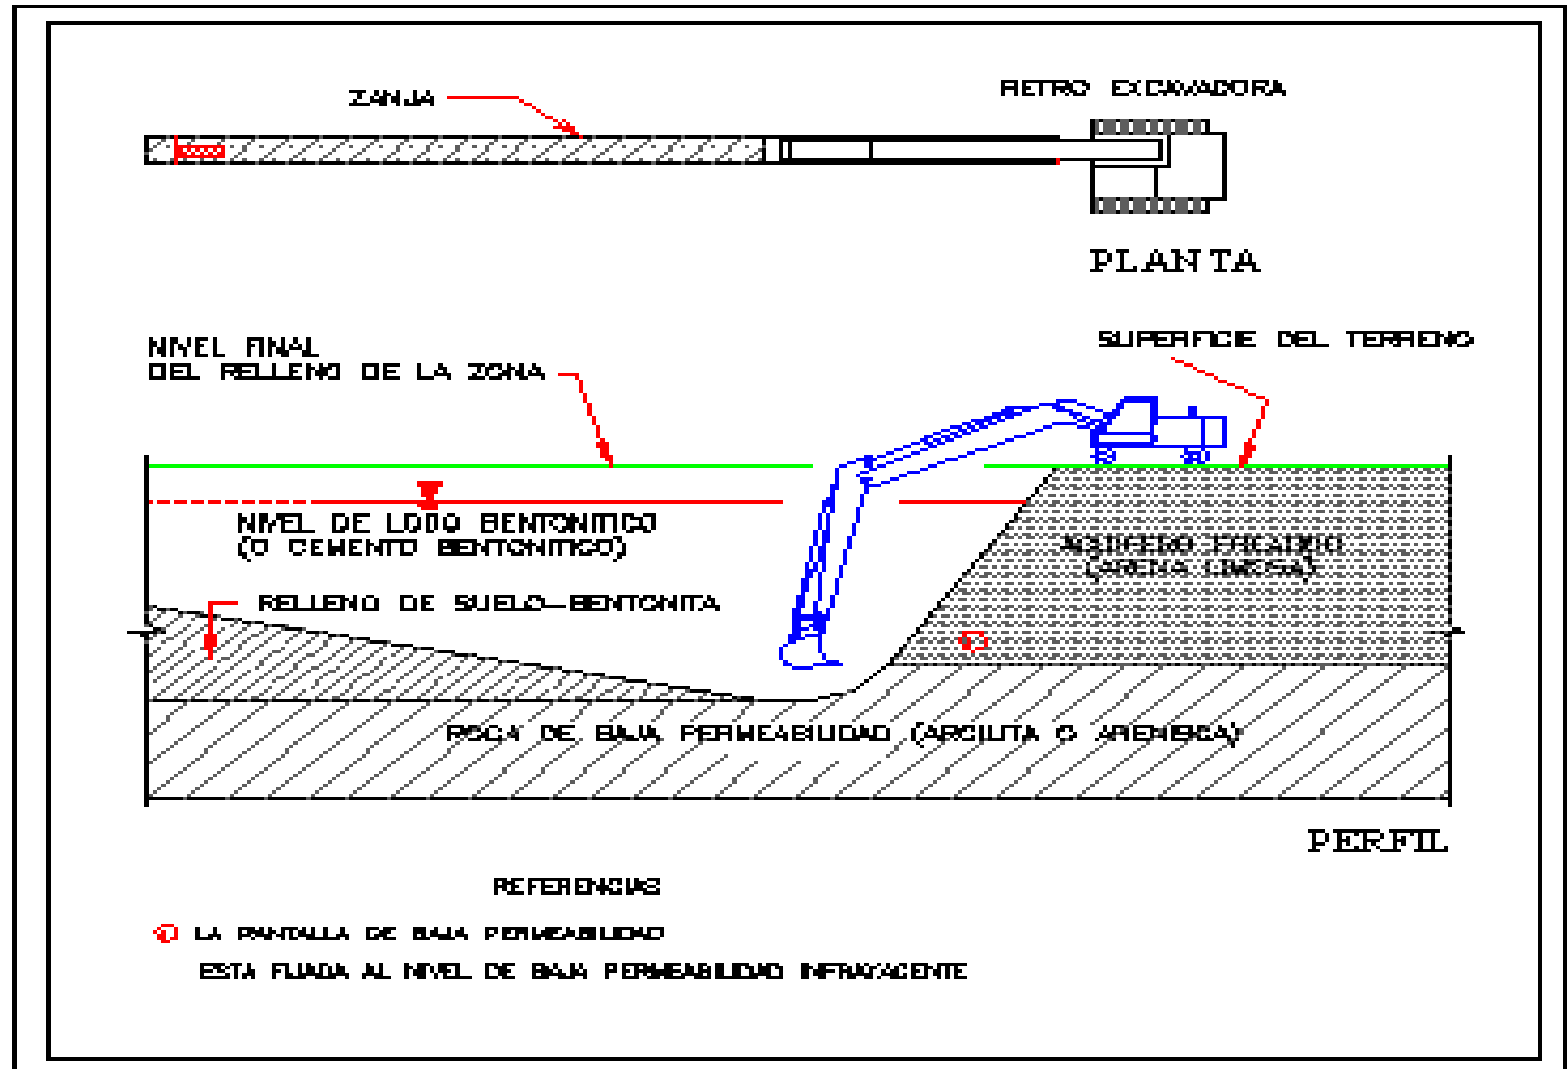 ZANJA
RETRO EXCAVADORA
PLANTA
NIVEL FINAL
DEL RELLENO DE LA ZONA
SUPERFICIE DEL TERRENO
NIVEL DE LODO BENTONITICO
(O CEMENTO BENTONITICO)
(ARENA LIMOSA)
RELLENO DE SUELO-BENTONITA
ROCA DE BAJA PERMEABILIDAD (ARCILITA O ARENISCA)
PERFIL
REFERENCIAS
LA PANTALLA DE BAJA PERMEABILIDAD
ESTA FIJADA AL NIVEL DE BAJA PERMEABILIDAD INFRAYACENTE